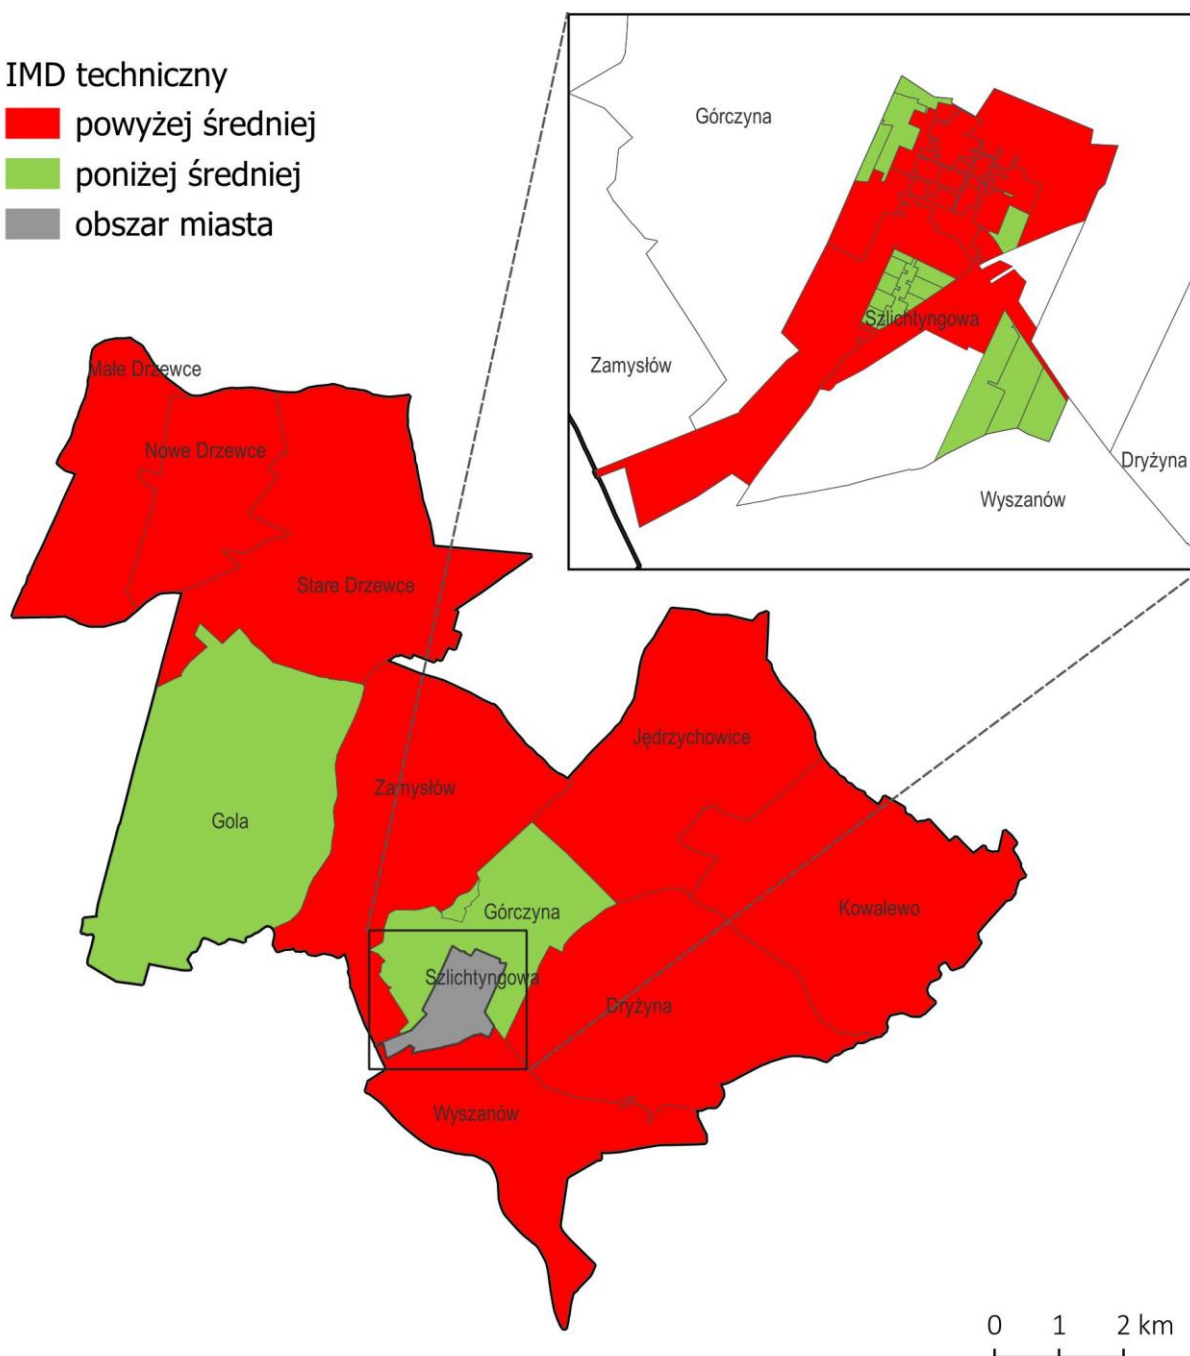 IMD techniczny
powyżej średniej
poniżej średniej
obszar miasta
Górczyna
Szlichtyngowa
Zamysłów
Dryżyna
Wyszanów
Małe Drzewce
Nowe Drzewce
Stare Drzewce
Jędrzychowice
Zamysłów
Gola
Kowalewo
Górczyna
Szlichtyngowa
Dryżyna
Wyszanów
0 1 2 km